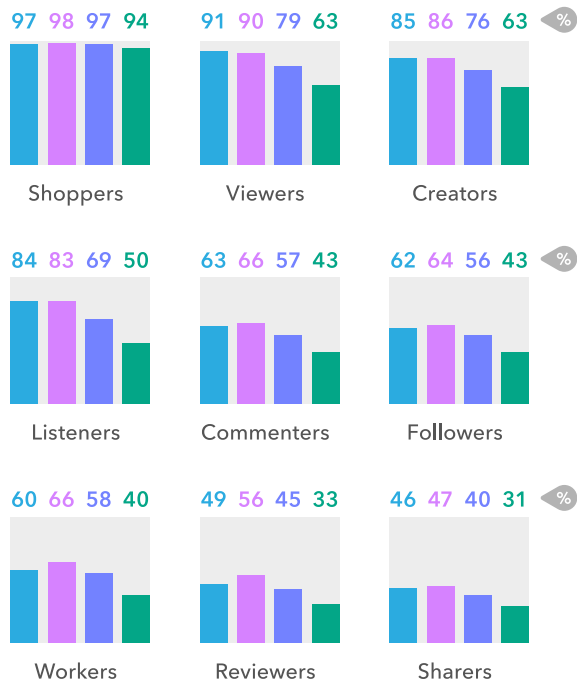 97 98 97 94 91 90 79 63 85 86 76 63 %
Shoppers Viewers Creators
84 83 69 50 63 66 57 43 62 64 56 43 %
Listeners Commenters Followers
60 66 58 40 49 56 45 33 46 47 40 31 %
Workers Reviewers Sharers